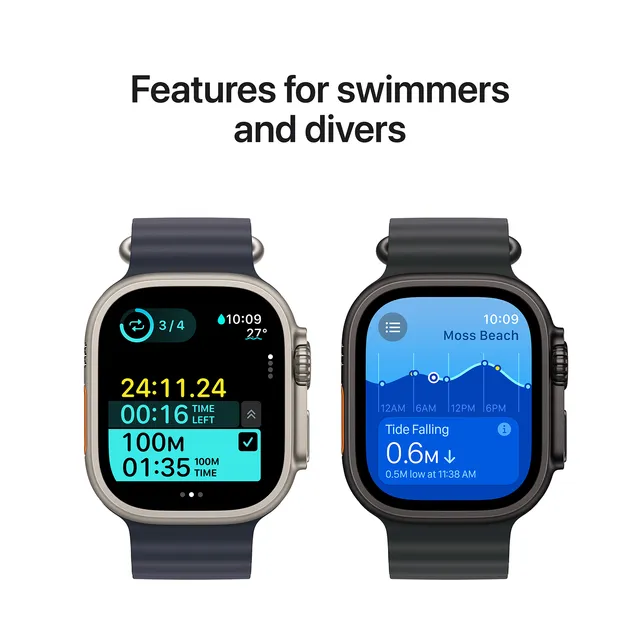 Features for swimmers
and divers
3/4
10:09
27°
24:11.24
00:16 TIME LEFT
100M
01:35 100M TIME
10:09
Moss Beach
12AM 6AM 12PM 6PM
Tide Falling
0.6M↓
0.5M low at 11:38 AM